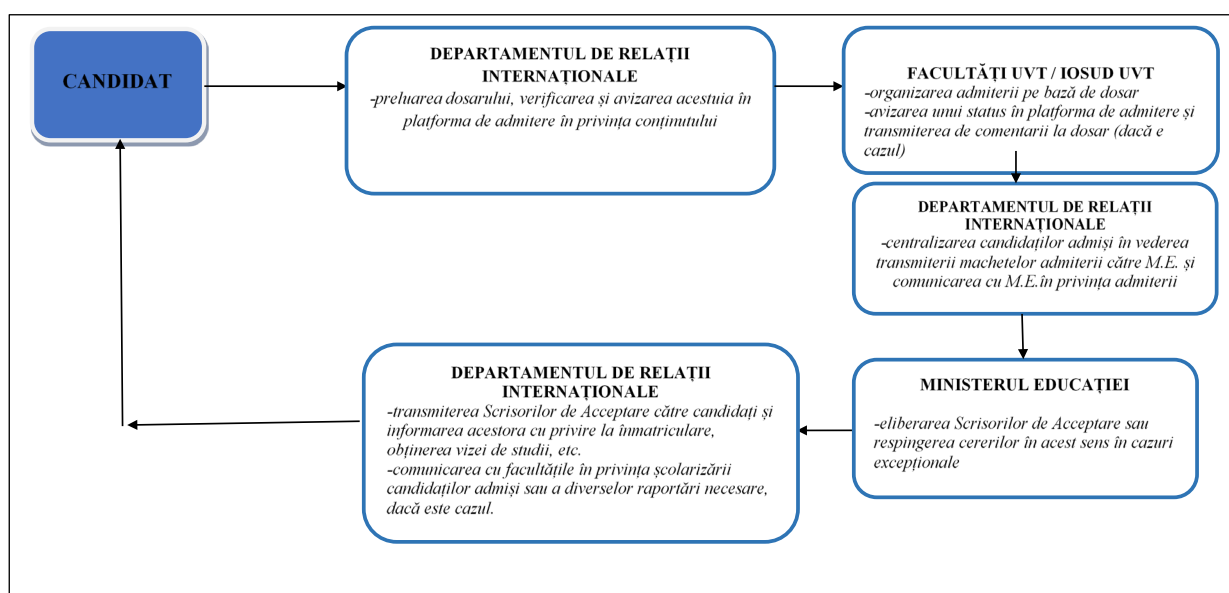 CANDIDAT
DEPARTAMENTUL DE RELAȚII
INTERNAȚIONALE
-preluarea dosarului, verificarea și avizarea acestuia în
platforma de admitere în privința conținutului
FACULTĂȚI UVT / IOSUD UVT
-organizarea admiterii pe bază de dosar
-avizarea unui status în platforma de admitere și
transmiterea de comentarii la dosar (dacă e
cazul)
DEPARTAMENTUL DE RELAȚII
INTERNAȚIONALE
-centralizarea candidaților admiși în vederea
transmiterii machetelor admiterii către M.E. și
comunicarea cu M.E.în privința admiterii
MINISTERUL EDUCAȚIEI
-eliberarea Scrisorilor de Acceptare sau
respingerea cererilor în acest sens în cazuri
excepționale
DEPARTAMENTUL DE RELAȚII
INTERNAȚIONALE
-transmiterea Scrisorilor de Acceptare către candidați și
informarea acestora cu privire la înmatriculare,
obținerea vizei de studii, etc.
-comunicarea cu facultățile în privința școlarizării
candidaților admiși sau a diverselor raportări necesare,
dacă este cazul.